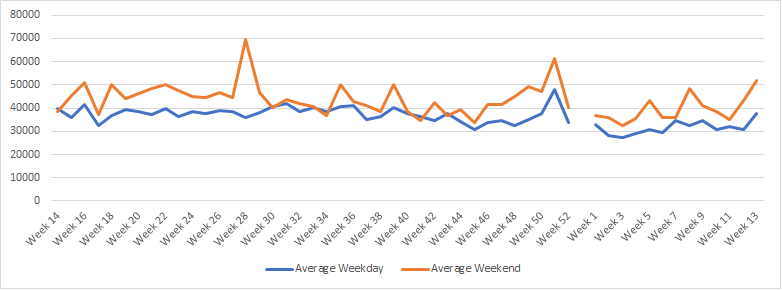 80000
70000
60000
50000
40000
30000
20000
10000
0
Week 14
Week 16
Week 18
Week 20
Week 22
Week 24
Week 26
Week 28
Week 30
Week 32
Week 34
Week 36
Week 38
Week 40
Week 42
Week 44
Week 46
Week 48
Week 50
Week 52
Week 1
Week 3
Week 5
Week 7
Week 9
Week 11
Week 13
Average Weekday
Average Weekend